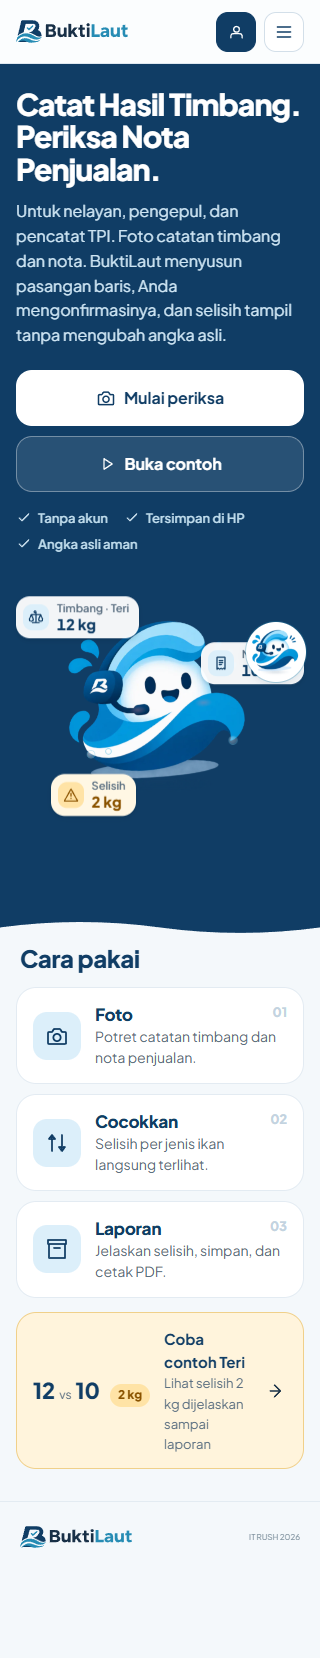 BuktiLaut
Catat Hasil Timbang.
Periksa Nota
Penjualan.
Untuk nelayan, pengepul, dan
pencatat TPI. Foto catatan timbang
dan nota. BuktiLaut menyusun
pasangan baris, Anda
mengonfirmasinya, dan selisih tampil
tanpa mengubah angka asli.
Mulai periksa
Buka contoh
Tanpa akun
Tersimpan di HP
Angka asli aman
Timbang · Teri
12 kg
Selisih
2 kg
Cara pakai
Foto
01
Potret catatan timbang dan
nota penjualan.
Cocokkan
02
Selisih per jenis ikan
langsung terlihat.
Laporan
03
Jelaskan selisih, simpan, dan
cetak PDF.
12 vs 10 2 kg
Coba
contoh Teri
Lihat selisih 2
kg dijelaskan
sampai
laporan
BuktiLaut
ITRUSH 2026